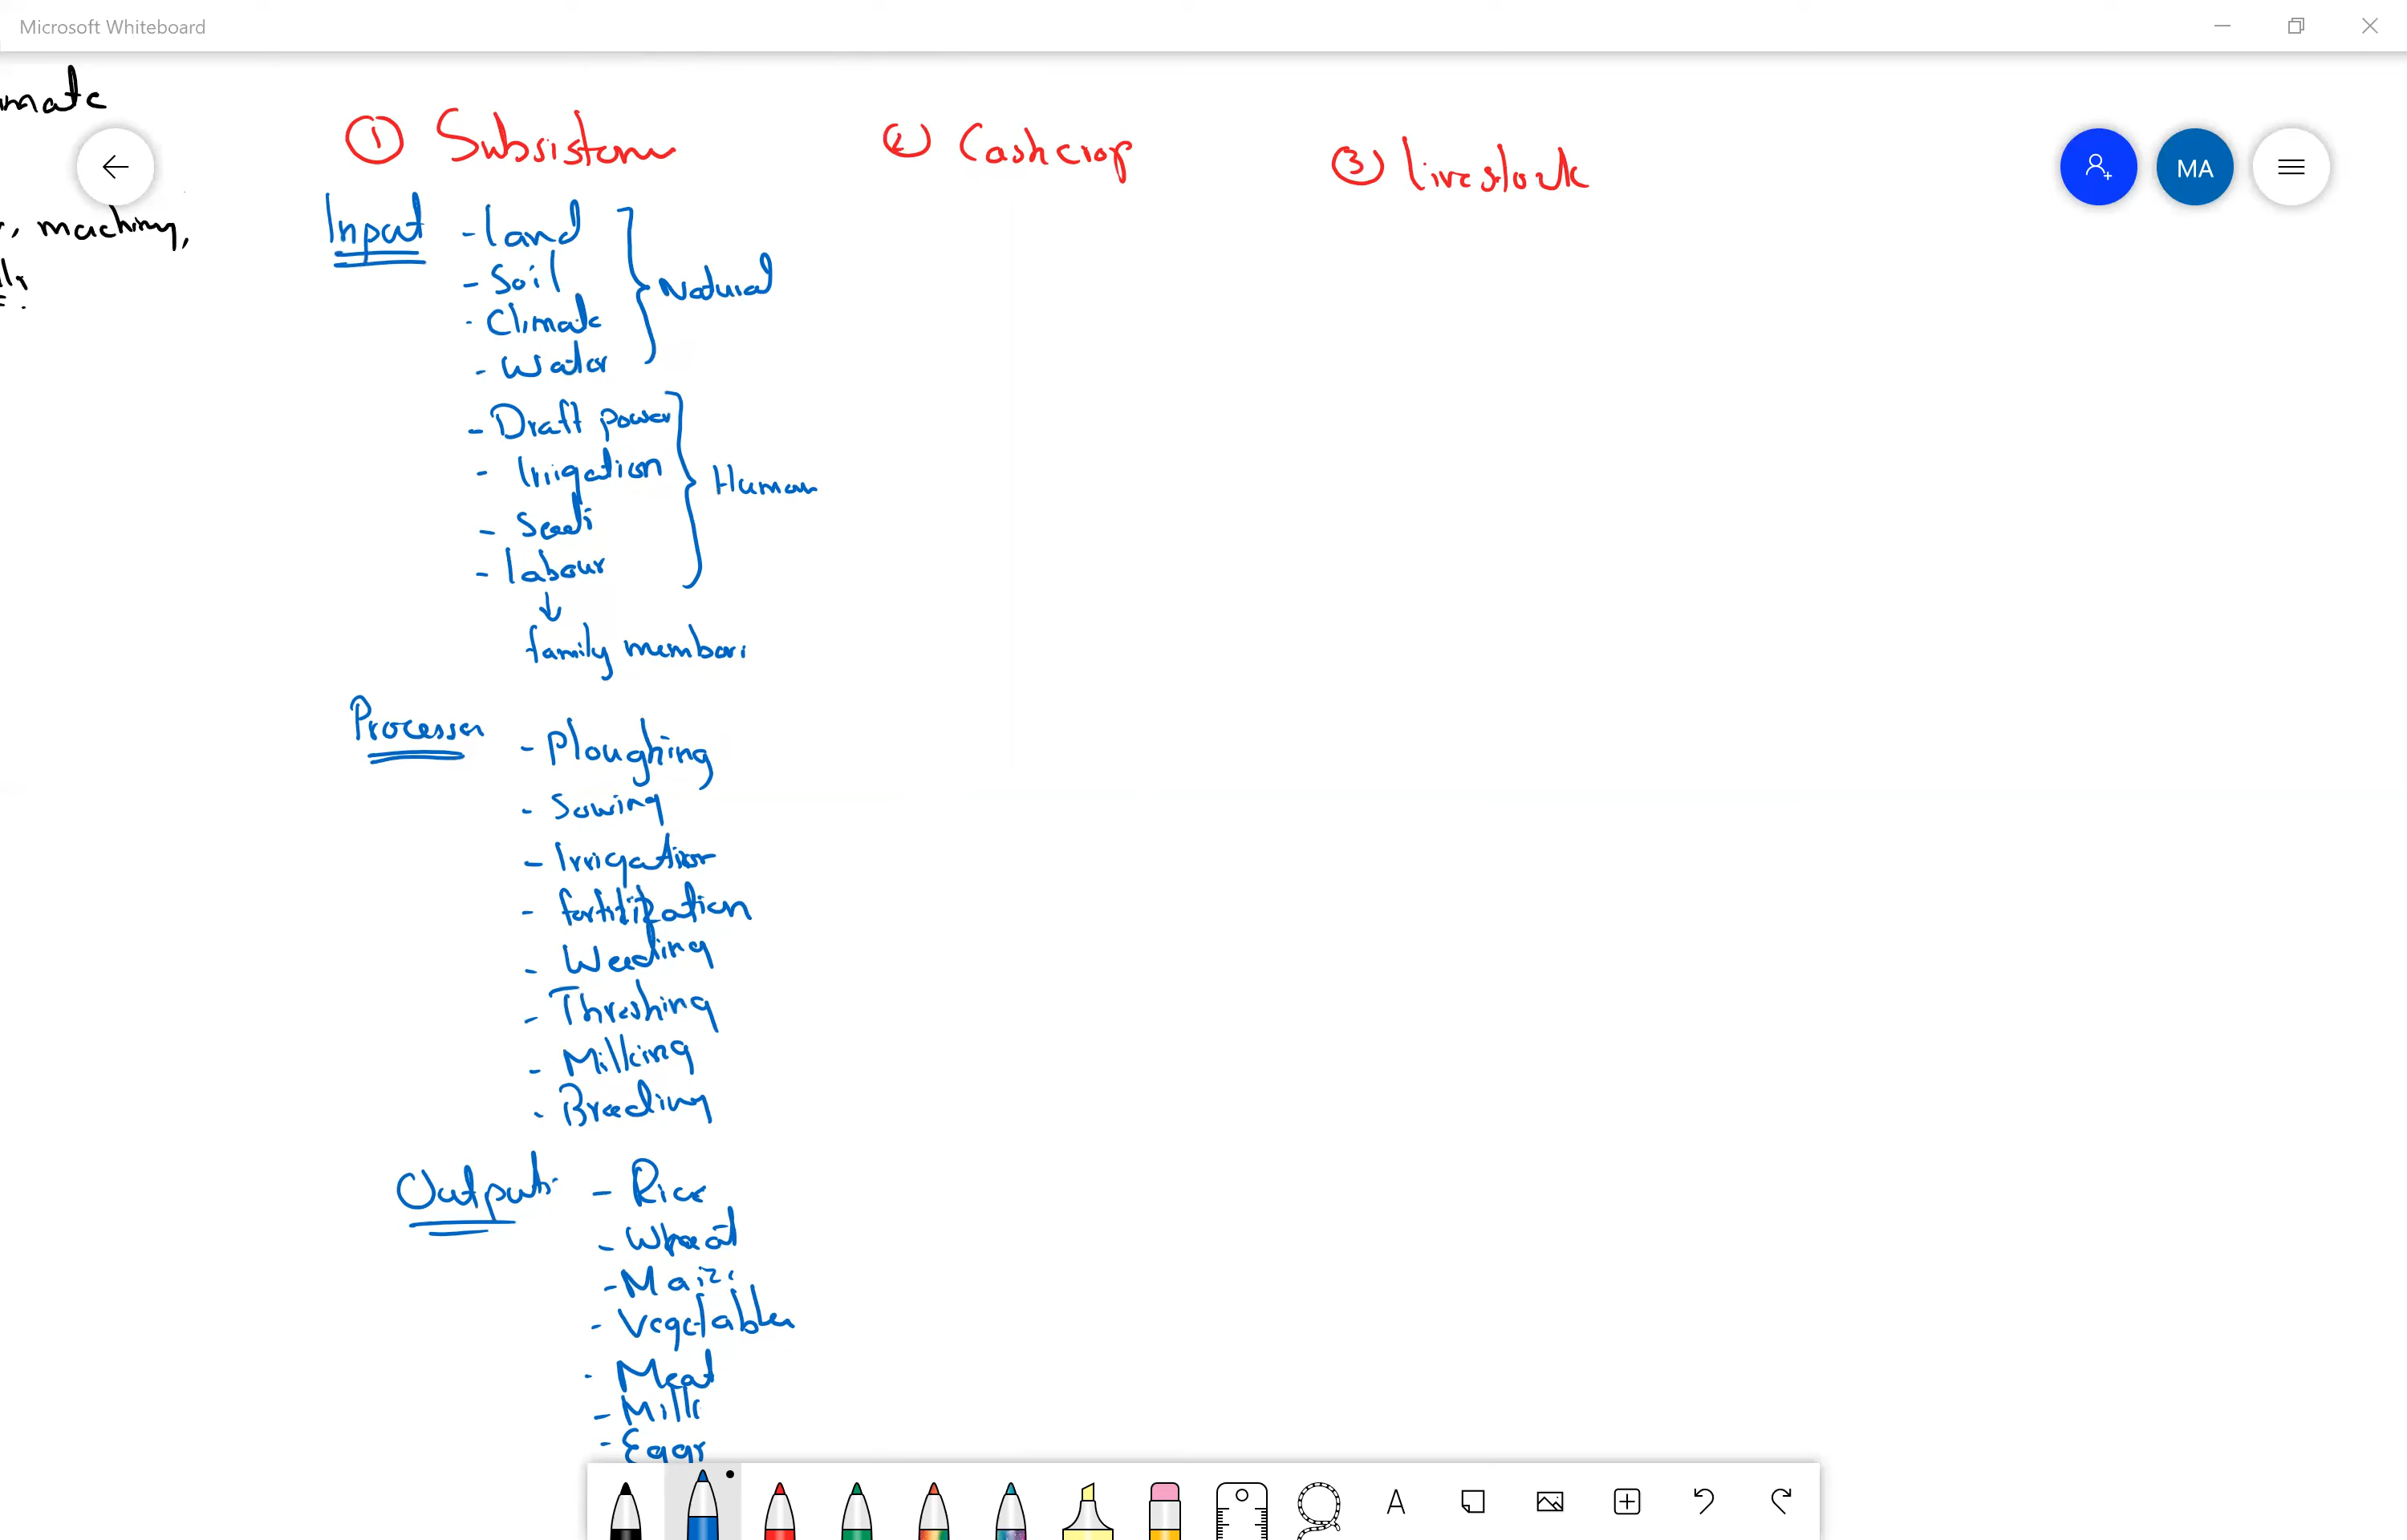 Microsoft Whiteboard
mate
① Subsistence
② Cash crop
③ livestock
MA
, machinery,
Input
- land
- Soil
- Climate
- Water
Natural
- Draft power
- Irrigation
- Seeds
- labour
Human
↓
family members
Processes
- Ploughing
- Sowing
- Irrigation
- fertilization
- Weeding
- Threshing
- Milking
- Breeding
Outputs
- Rice
- Wheat
- Maize
- Vegetables
- Meat
- Milk
- Eggs
A